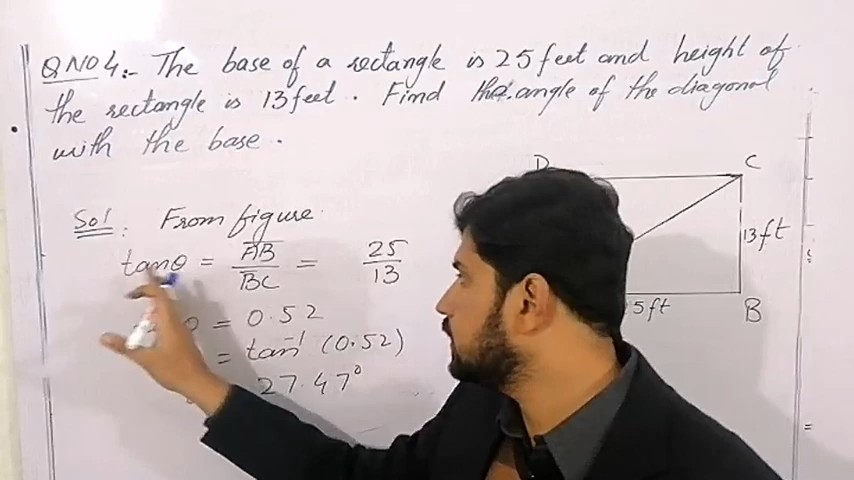 Q NO 4:- The base of a rectangle is 25 feet and height of
the rectangle is 13 feet. Find the angle of the diagonal
with the base.
D C
Sol: From figure
13ft
tanθ = AB/BC = 25/13
= 0.52
5ft B
= tan⁻¹ (0.52)
27.47°